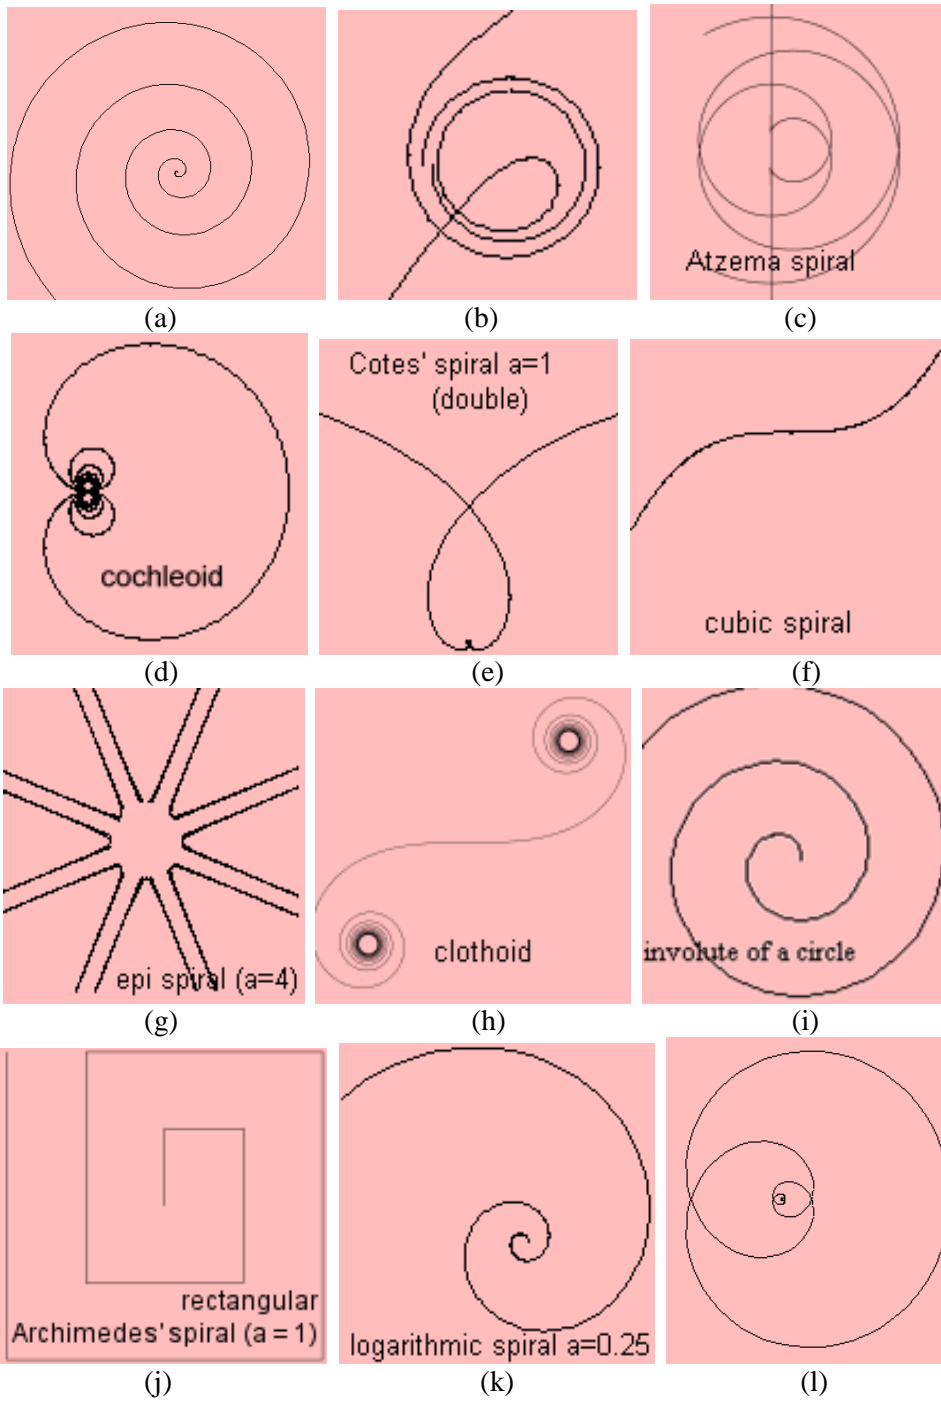 Atzema spiral
(a)
(b)
(c)
Cotes' spiral a=1
(double)
cochleoid
cubic spiral
(d)
(e)
(f)
epi spiral (a=4)
clothoid
involute of a circle
(g)
(h)
(i)
rectangular
Archimedes' spiral (a = 1)
logarithmic spiral a=0.25
(j)
(k)
(l)